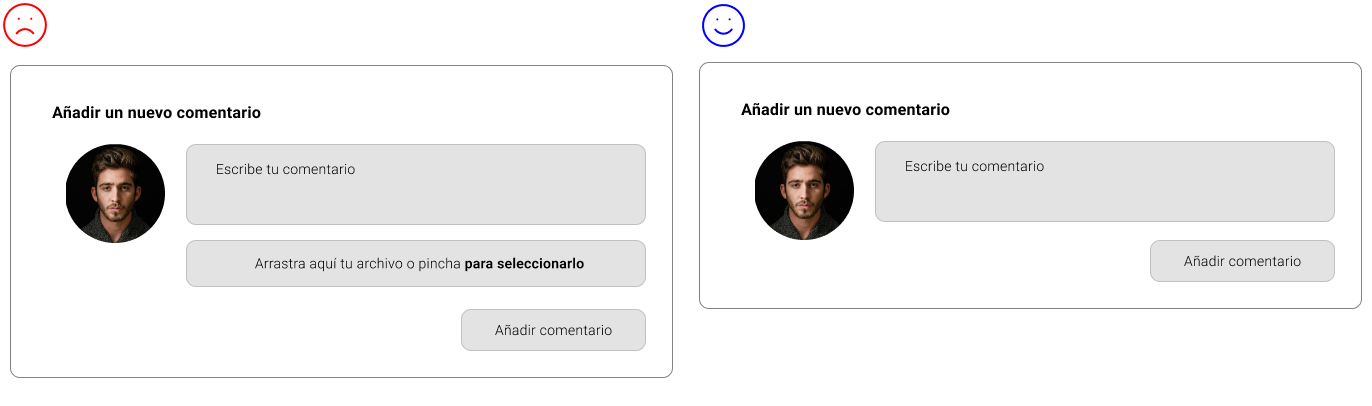 Añadir un nuevo comentario
Escribe tu comentario
Arrastra aquí tu archivo o pincha para seleccionarlo
Añadir comentario
Añadir un nuevo comentario
Escribe tu comentario
Añadir comentario